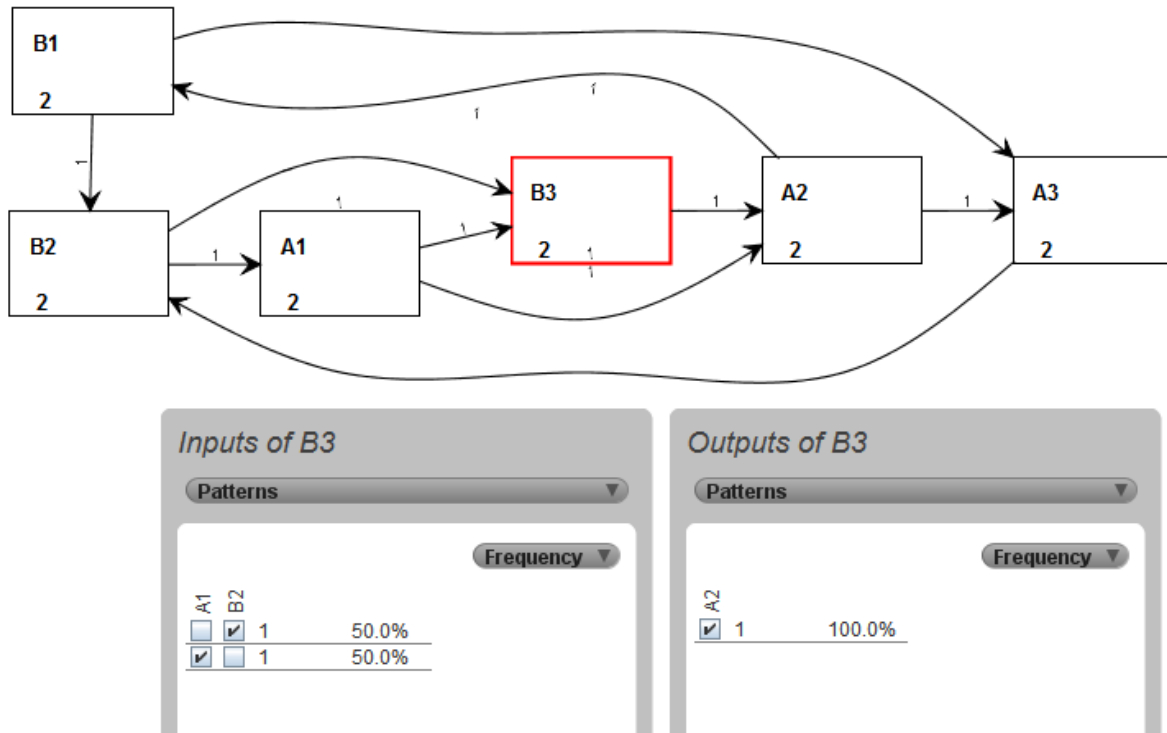 B1
2
1
1
1
B2
2
1
1
A1
2
1
B3
2
1
1
1
A2
2
1
A3
2
Inputs of B3
Patterns
Frequency
A1 B2
1 50.0%
1 50.0%
Outputs of B3
Patterns
Frequency
A2
1 100.0%